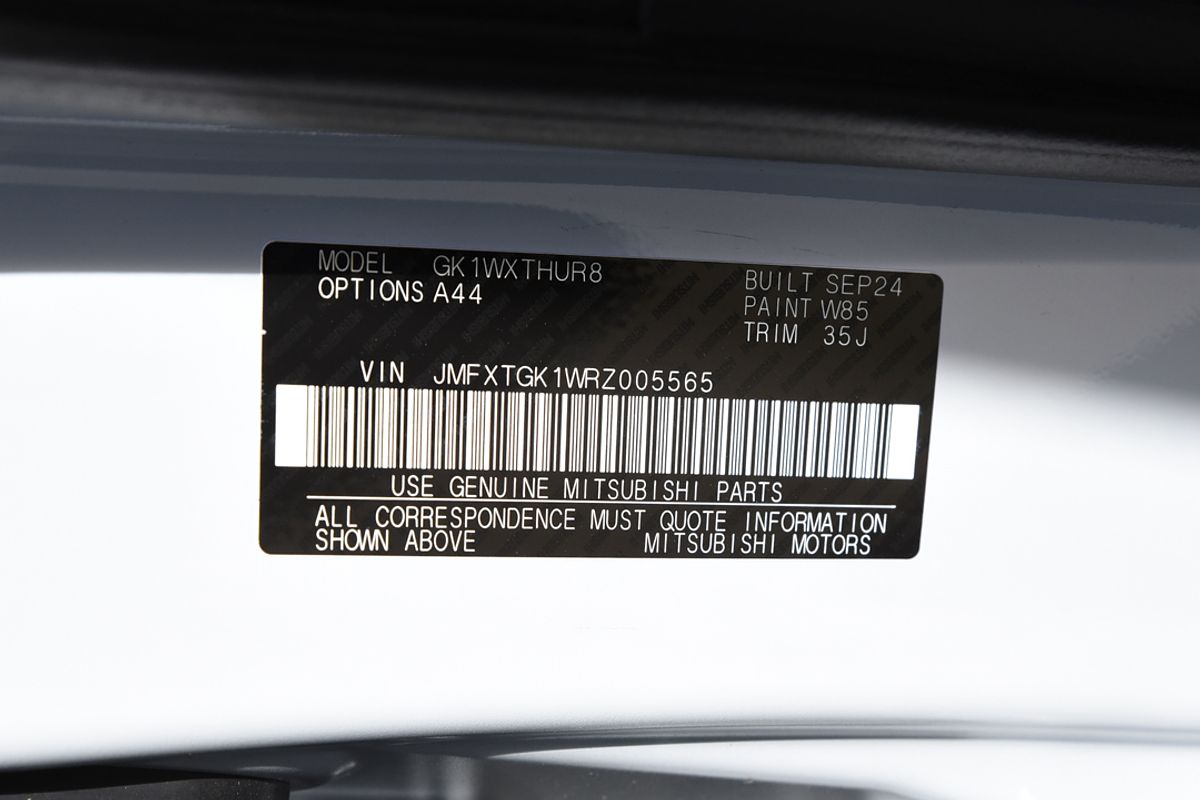 MODEL GK1WXTHUR8
OPTIONS A44
BUILT SEP24
PAINT W85
TRIM 35J
VIN JMFXTGK1WRZ005565
USE GENUINE MITSUBISHI PARTS
ALL CORRESPONDENCE MUST QUOTE INFORMATION
SHOWN ABOVE MITSUBISHI MOTORS